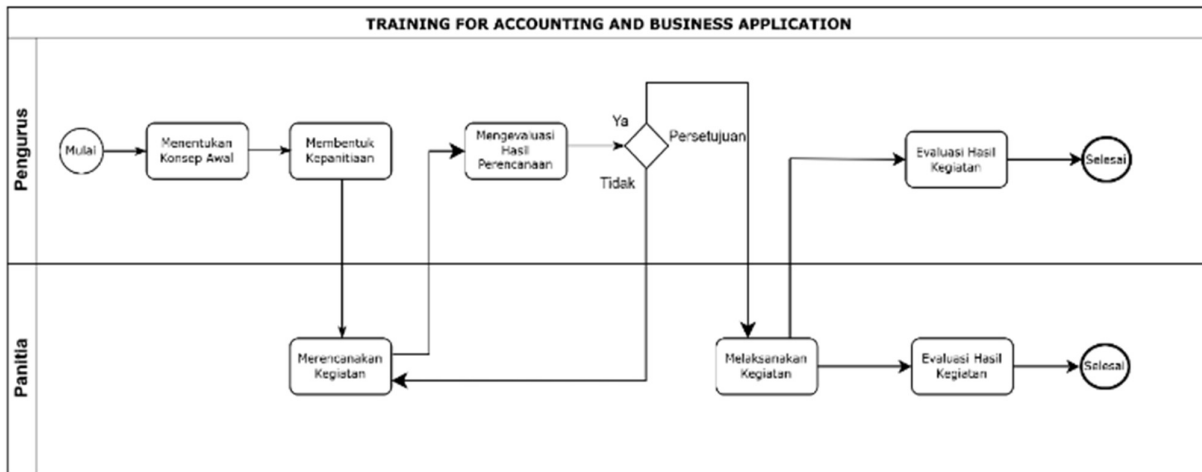 TRAINING FOR ACCOUNTING AND BUSINESS APPLICATION
Pengurus
Mulai
Menentukan
Konsep Awal
Membentuk
Kepanitiaan
Mengevaluasi
Hasil
Perencanaan
Ya
Persetujuan
Tidak
Evaluasi Hasil
Kegiatan
Selesai
Panitia
Merencanakan
Kegiatan
Melaksanakan
Kegiatan
Evaluasi Hasil
Kegiatan
Selesai